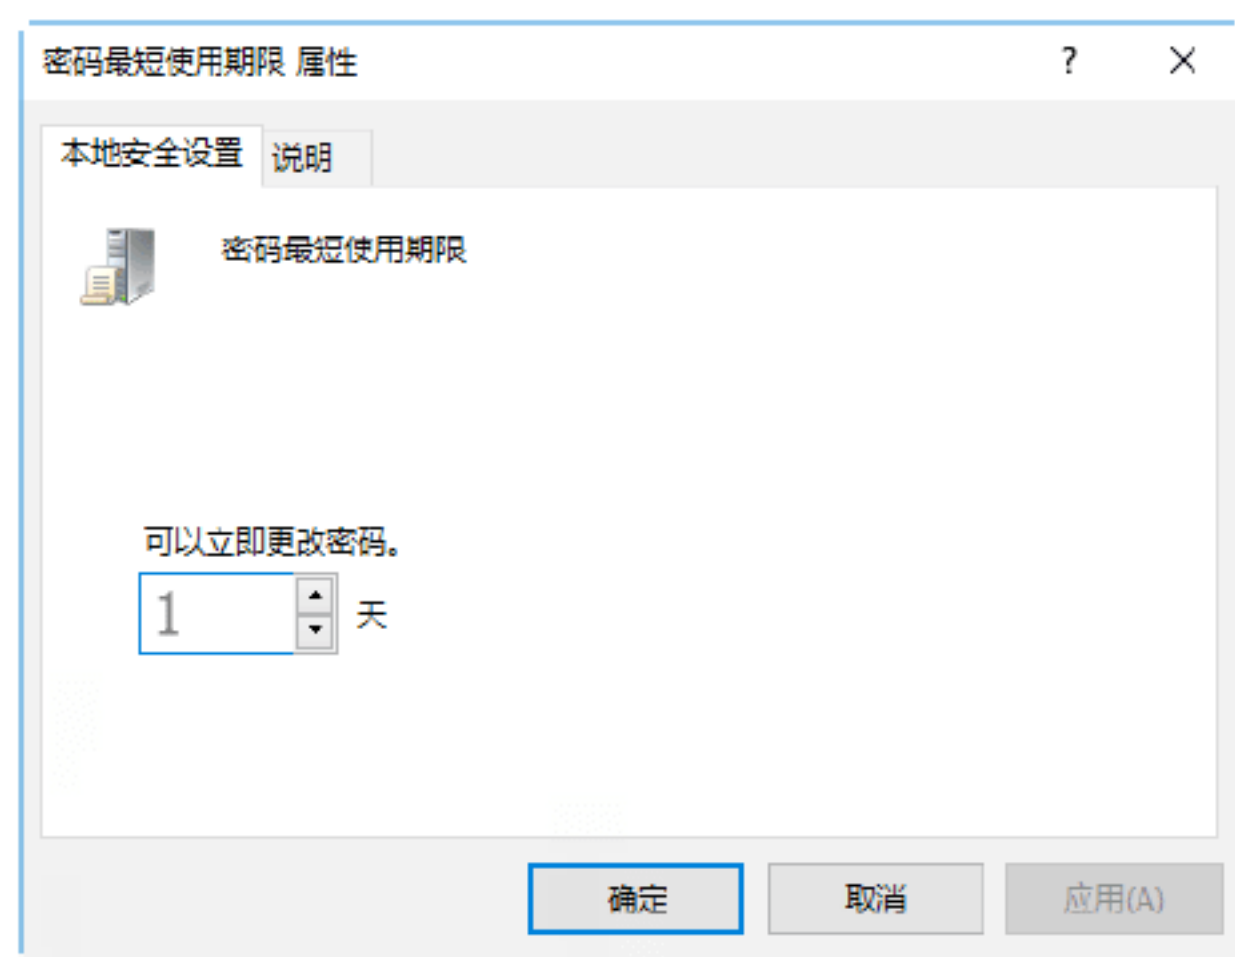 密码最短使用期限 属性
?
本地安全设置
说明
密码最短使用期限
可以立即更改密码。
1
天
确定
取消
应用(A)